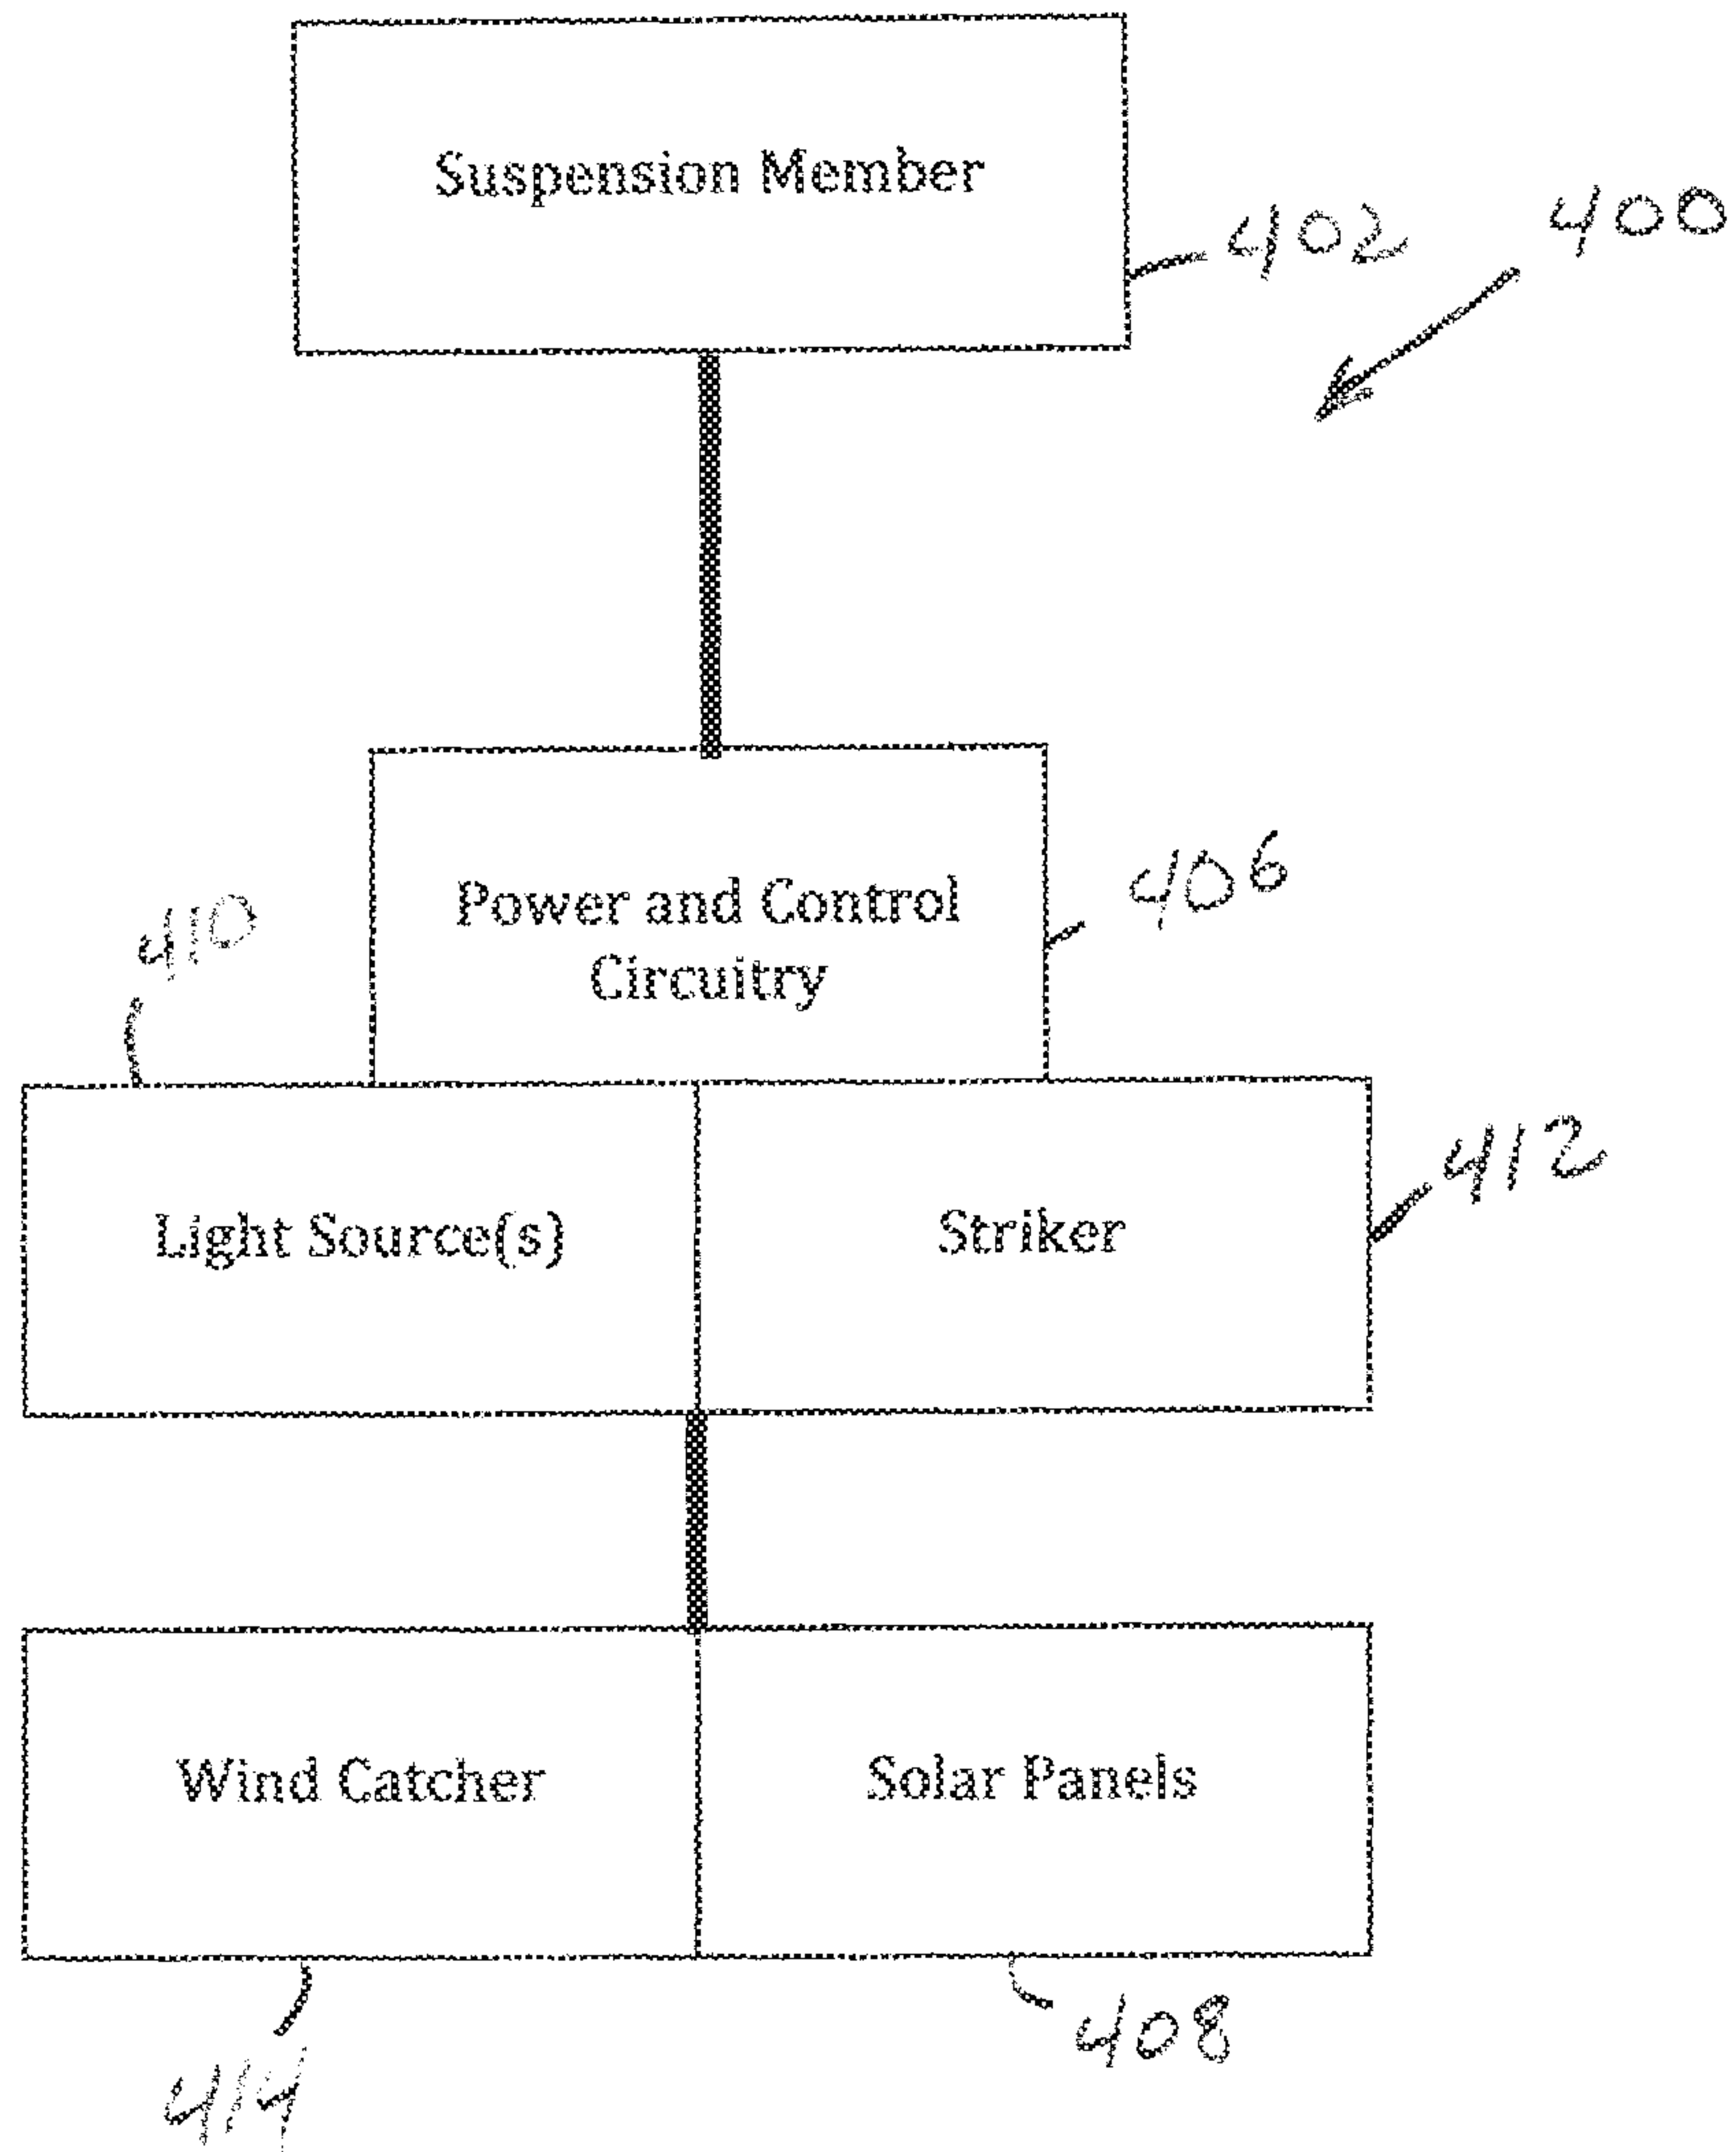 Suspension Member
402
400
Power and Control
Circuitry
406
410
Light Source(s)
Striker
412
Wind Catcher
Solar Panels
414
408